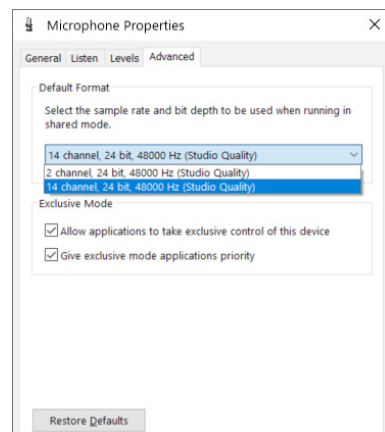 Microphone Properties
General Listen Levels Advanced
Default Format
Select the sample rate and bit depth to be used when running in
shared mode.
14 channel, 24 bit, 48000 Hz (Studio Quality)
2 channel, 24 bit, 48000 Hz (Studio Quality)
14 channel, 24 bit, 48000 Hz (Studio Quality)
Exclusive Mode
Allow applications to take exclusive control of this device
Give exclusive mode applications priority
Restore Defaults